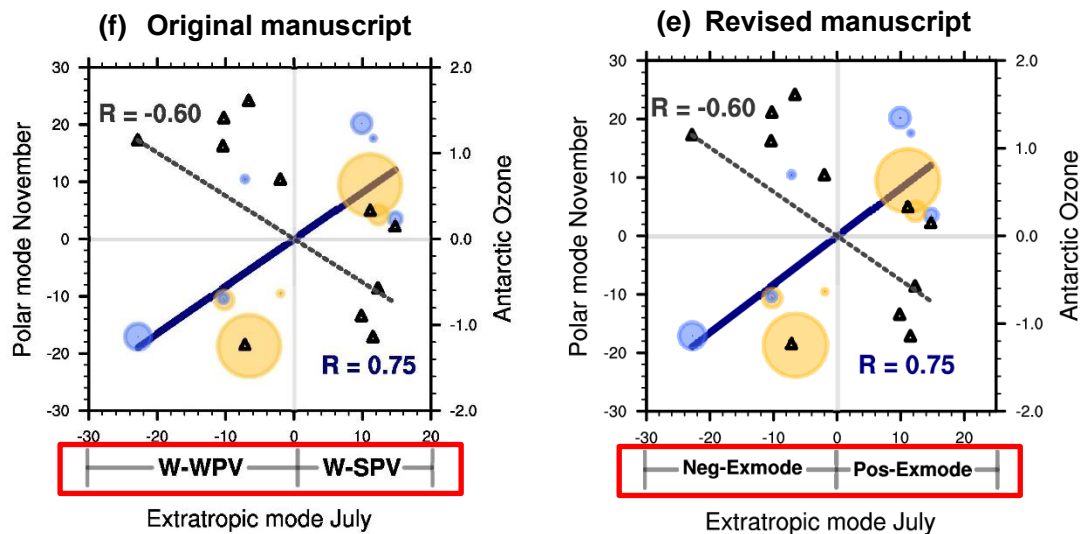 (f) Original manuscript
30
20
10
0
-10
-20
-30
Polar mode November
2.0
1.0
0.0
-1.0
-2.0
Antarctic Ozone
R = -0.60
R = 0.75
-30 -20 -10 0 10 20
W-WPV W-SPV
Extratropic mode July
(e) Revised manuscript
30
20
10
0
-10
-20
-30
Polar mode November
2.0
1.0
0.0
-1.0
-2.0
Antarctic Ozone
R = -0.60
R = 0.75
-30 -20 -10 0 10 20
Neg-Exmode Pos-Exmode
Extratropic mode July